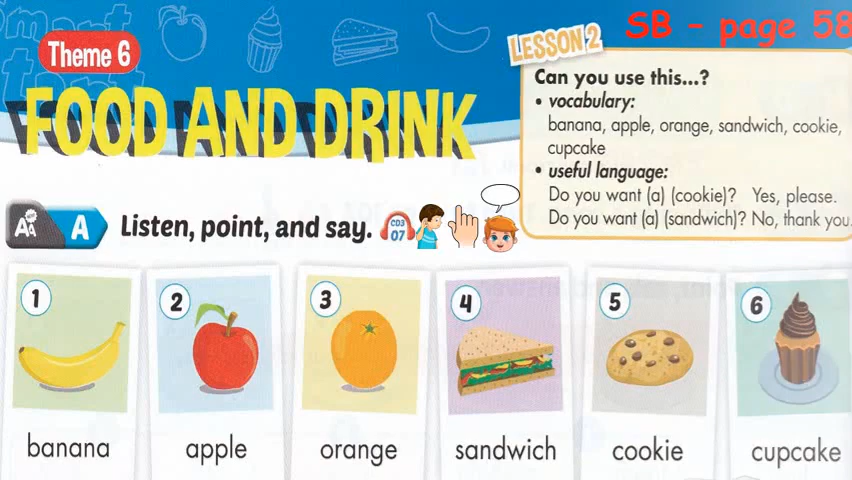 SB - page 58
Theme 6
LESSON 2
FOOD AND DRINK
Can you use this...?
• vocabulary:
banana, apple, orange, sandwich, cookie,
cupcake
• useful language:
Do you want (a) (cookie)? Yes, please.
Do you want (a) (sandwich)? No, thank you.
A Listen, point, and say. CD3
07
1
2
3
4
5
6
banana
apple
orange
sandwich
cookie
cupcake